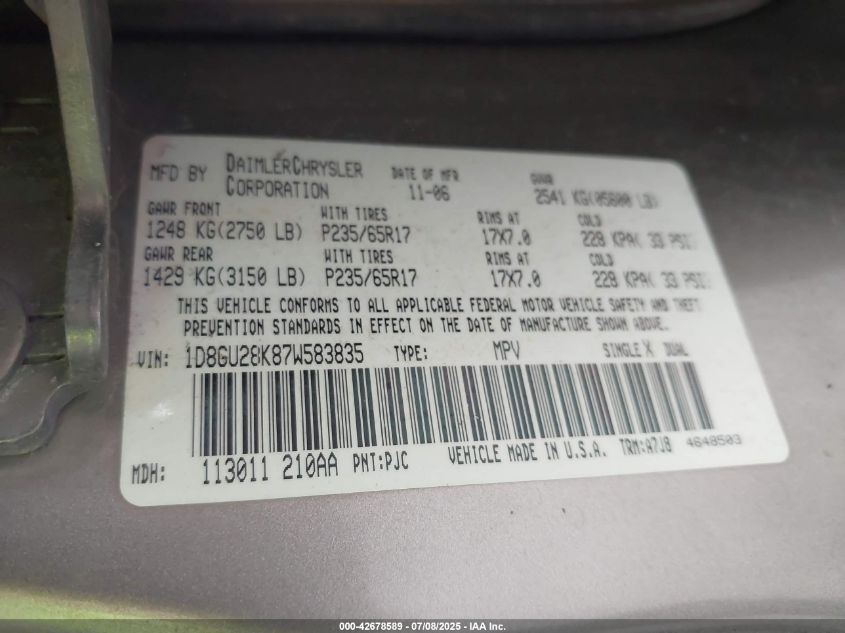 MFD BY DAIMLERCHRYSLER CORPORATION DATE OF MFR 11-06 GVWR 2541 KG(05600 LB)
GAWR FRONT WITH TIRES RIMS AT COLD
1248 KG(2750 LB) P235/65R17 17X7.0 228 KPA( 33 PSI)
GAWR REAR WITH TIRES RIMS AT COLD
1429 KG(3150 LB) P235/65R17 17X7.0 228 KPA( 33 PSI)
THIS VEHICLE CONFORMS TO ALL APPLICABLE FEDERAL MOTOR VEHICLE SAFETY AND THEFT
PREVENTION STANDARDS IN EFFECT ON THE DATE OF MANUFACTURE SHOWN ABOVE.
VIN: 1D8GU28K87W583835 TYPE: MPV SINGLE X DUAL
MDH: 113011 210AA PNT:PJC VEHICLE MADE IN U.S.A. TRM:A7J8 4648503
000-42678589 - 07/08/2025 - IAA Inc.